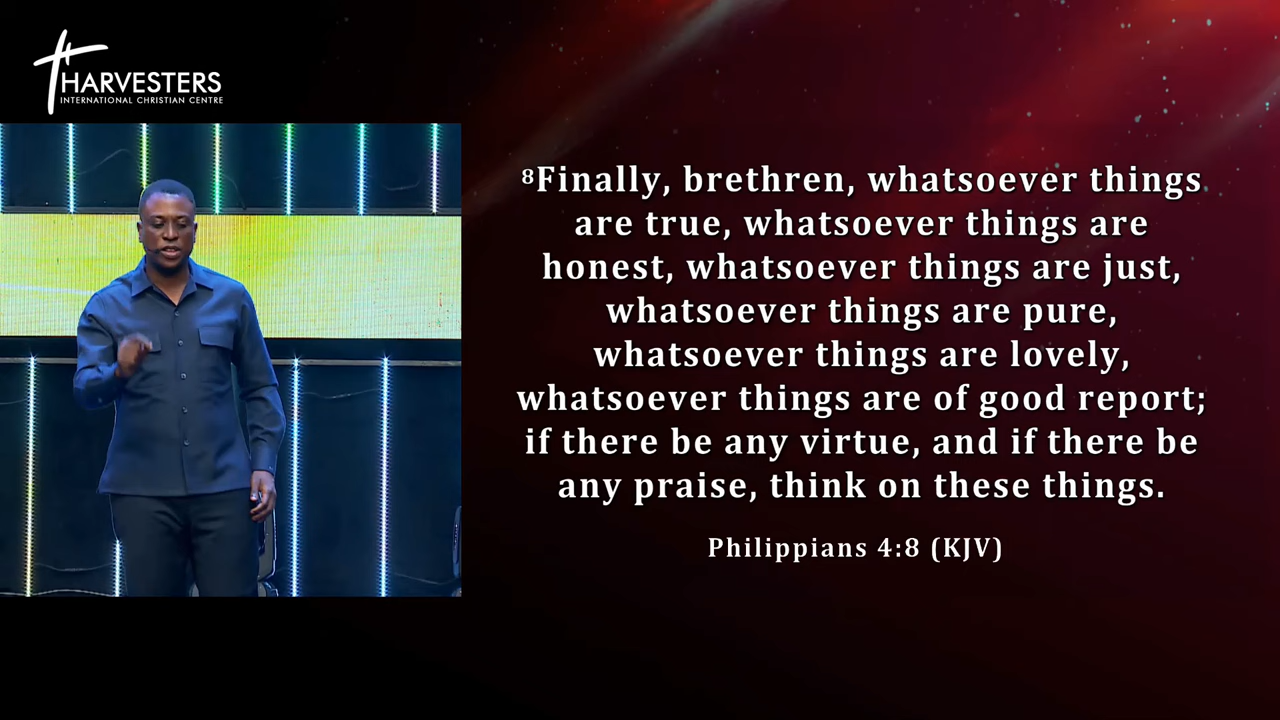 HARVESTERS
INTERNATIONAL CHRISTIAN CENTRE
⁸Finally, brethren, whatsoever things
are true, whatsoever things are
honest, whatsoever things are just,
whatsoever things are pure,
whatsoever things are lovely,
whatsoever things are of good report;
if there be any virtue, and if there be
any praise, think on these things.
Philippians 4:8 (KJV)